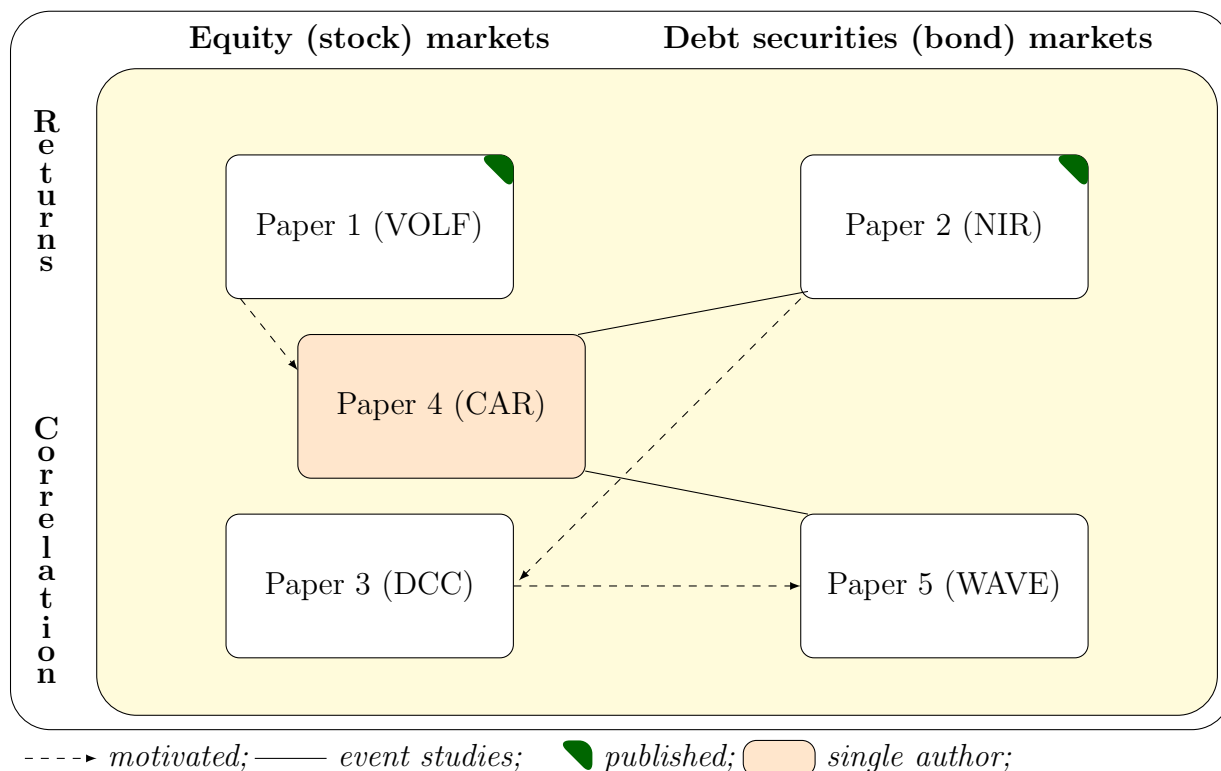 Equity (stock) markets
Debt securities (bond) markets
Returns
Paper 1 (VOLF)
Paper 2 (NIR)
Paper 4 (CAR)
Correlation
Paper 3 (DCC)
Paper 5 (WAVE)
motivated; event studies; published; single author;